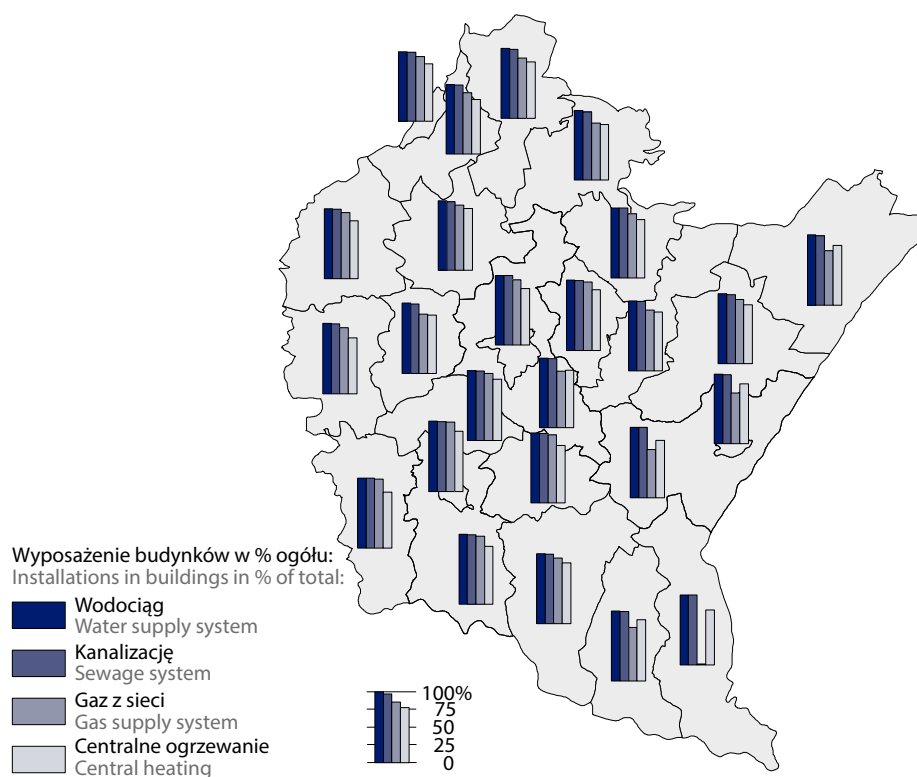 Wyposażenie budynków w % ogółu:
Installations in buildings in % of total:
Wodociąg
Water supply system
Kanalizację
Sewage system
Gaz z sieci
Gas supply system
Centralne ogrzewanie
Central heating
100%
75
50
25
0